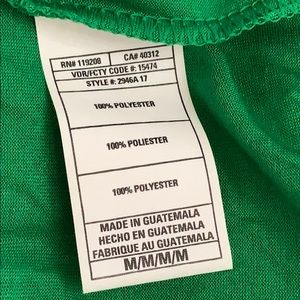 RN# 119208 CA# 40312
VDR/FCTY CODE #: 15474
STYLE #: 2946A 17
100% POLYESTER
100% POLIESTER
100% POLYESTER
MADE IN GUATEMALA
HECHO EN GUATEMALA
FABRIQUE AU GUATEMALA
M/M/M/M